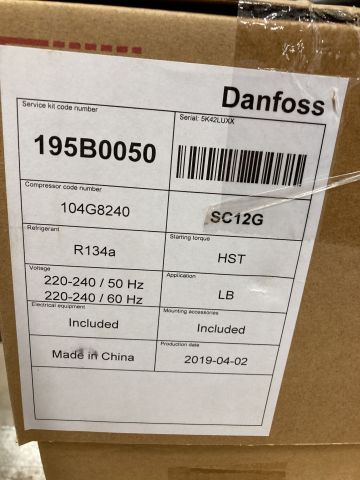 Danfoss
Service kit code number
195B0050
Serial: 5K42LUXX
Compressor code number
104G8240
SC12G
Refrigerant
R134a
Starting torque
HST
Voltage
220-240 / 50 Hz
220-240 / 60 Hz
Application
LB
Electrical equipment
Included
Mounting accessories
Included
Made in China
Production date
2019-04-02